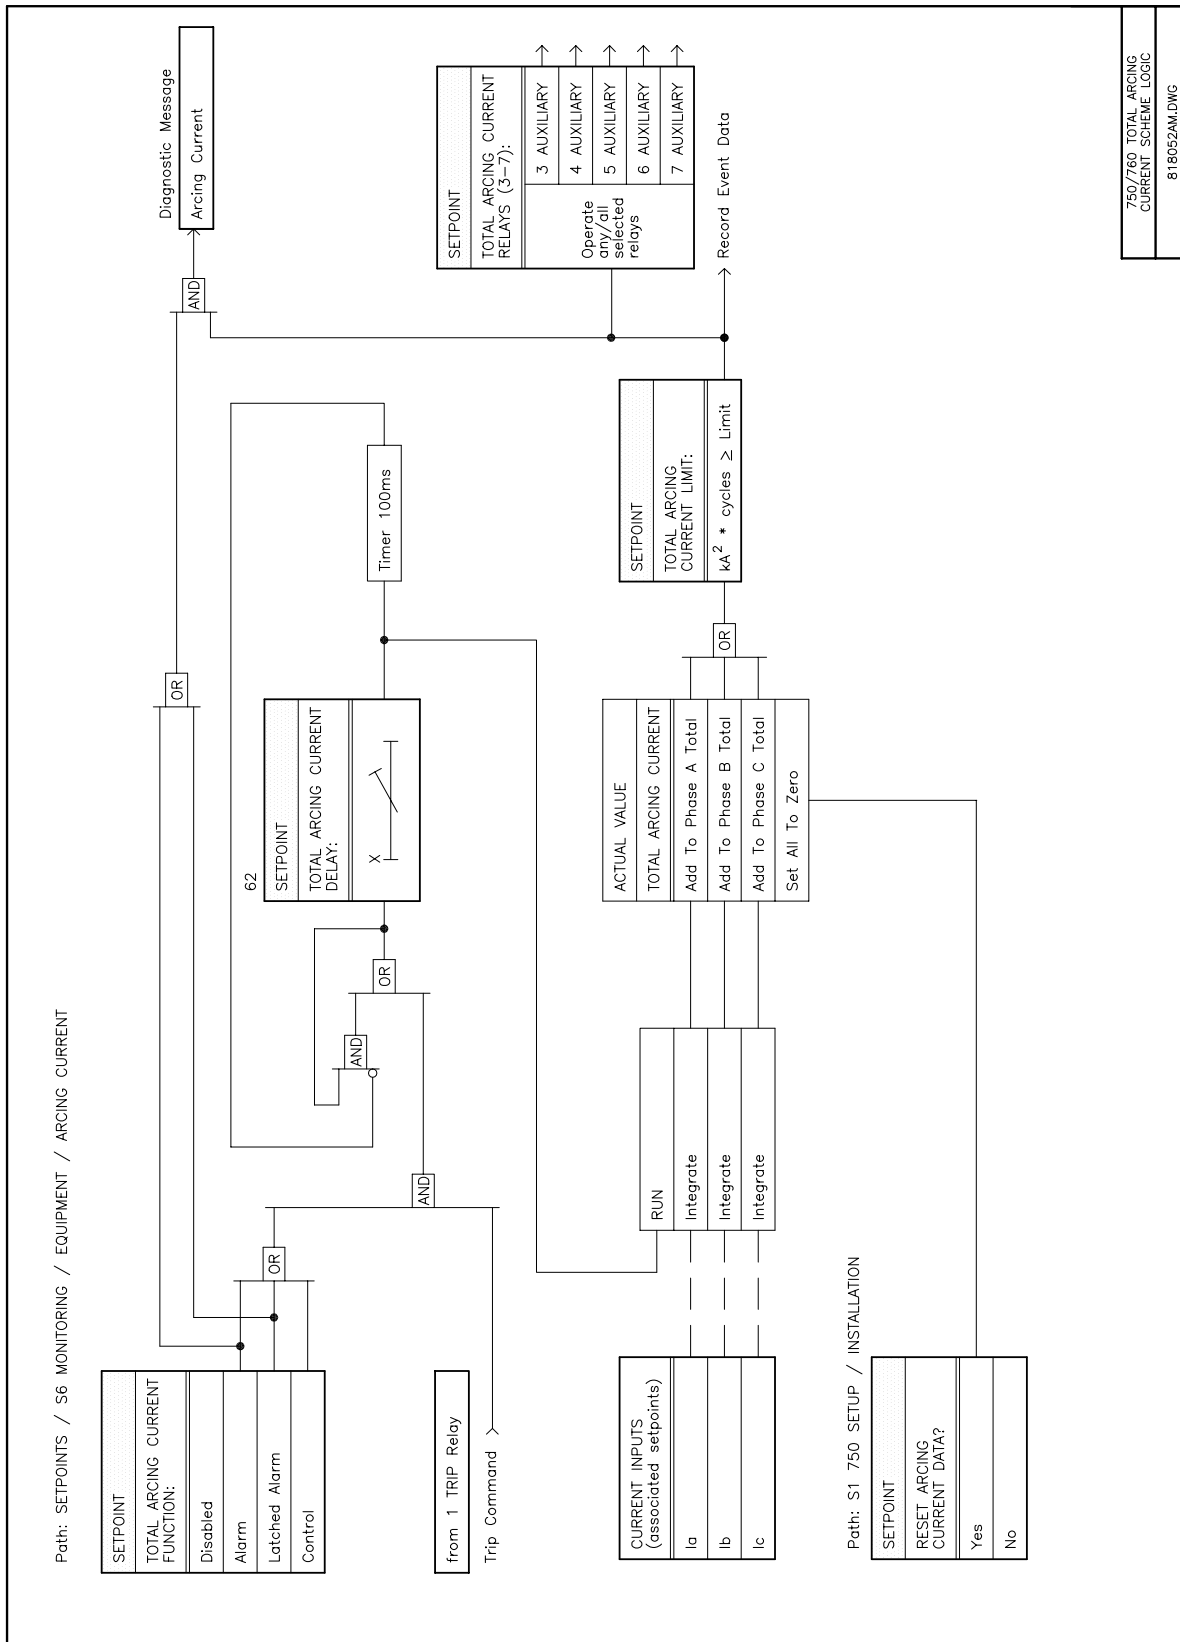 Path: SETPOINTS / S6 MONITORING / EQUIPMENT / ARCING CURRENT
SETPOINT
TOTAL ARCING CURRENT
FUNCTION:
Disabled
Alarm
Latched Alarm
Control
OR
AND
from 1 TRIP Relay
Trip Command
AND
OR
62
SETPOINT
TOTAL ARCING CURRENT
DELAY:
X
OR
Timer 100ms
AND
Diagnostic Message
Arcing Current
SETPOINT
TOTAL ARCING CURRENT
RELAYS (3-7):
Operate
any/all
selected
relays
3 AUXILIARY
4 AUXILIARY
5 AUXILIARY
6 AUXILIARY
7 AUXILIARY
Record Event Data
CURRENT INPUTS
(associated setpoints)
Ia
Ib
Ic
RUN
Integrate
Integrate
Integrate
ACTUAL VALUE
TOTAL ARCING CURRENT
Add To Phase A Total
Add To Phase B Total
Add To Phase C Total
Set All To Zero
OR
SETPOINT
TOTAL ARCING
CURRENT LIMIT:
kA² * cycles ≥ Limit
Path: S1 750 SETUP / INSTALLATION
SETPOINT
RESET ARCING
CURRENT DATA?
Yes
No
750/760 TOTAL ARCING
CURRENT SCHEME LOGIC
818052AM.DWG